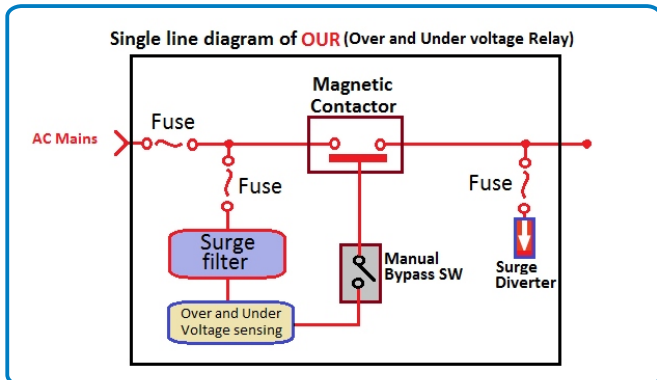 Single line diagram of OUR (Over and Under voltage Relay)
Magnetic
Contactor
Fuse
AC Mains
Fuse
Fuse
Surge
filter
Manual
Bypass SW
Surge
Diverter
Over and Under
Voltage sensing